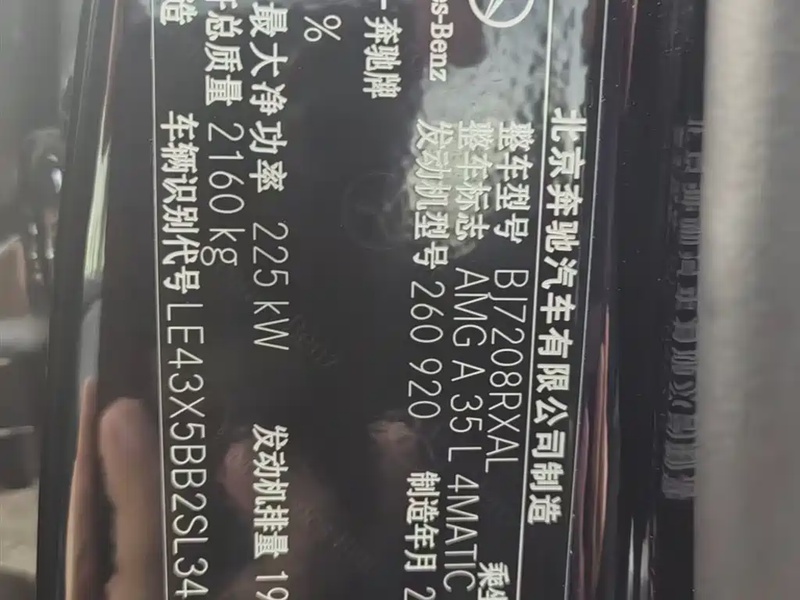 北京奔驰汽车有限公司制造
整车型号 BJ7208RXAL
整车标志 AMG A 35 L 4MATIC
发动机型号 260 920 制造年月 2
s-Benz
奔驰牌
%
最大净功率 225 kW 发动机排量 19
总质量 2160 kg
造 车辆识别代号 LE43X5BB2SL34